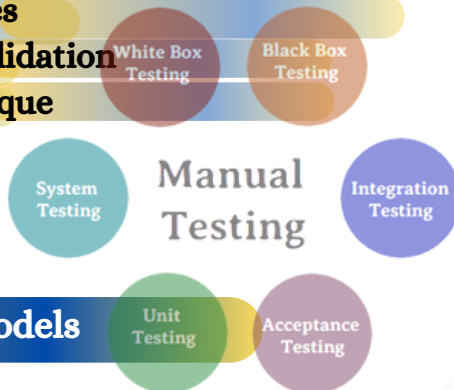 es
lidation
que
White Box
Testing
Black Box
Testing
System
Testing
Manual
Testing
Integration
Testing
odels
Unit
Testing
Acceptance
Testing